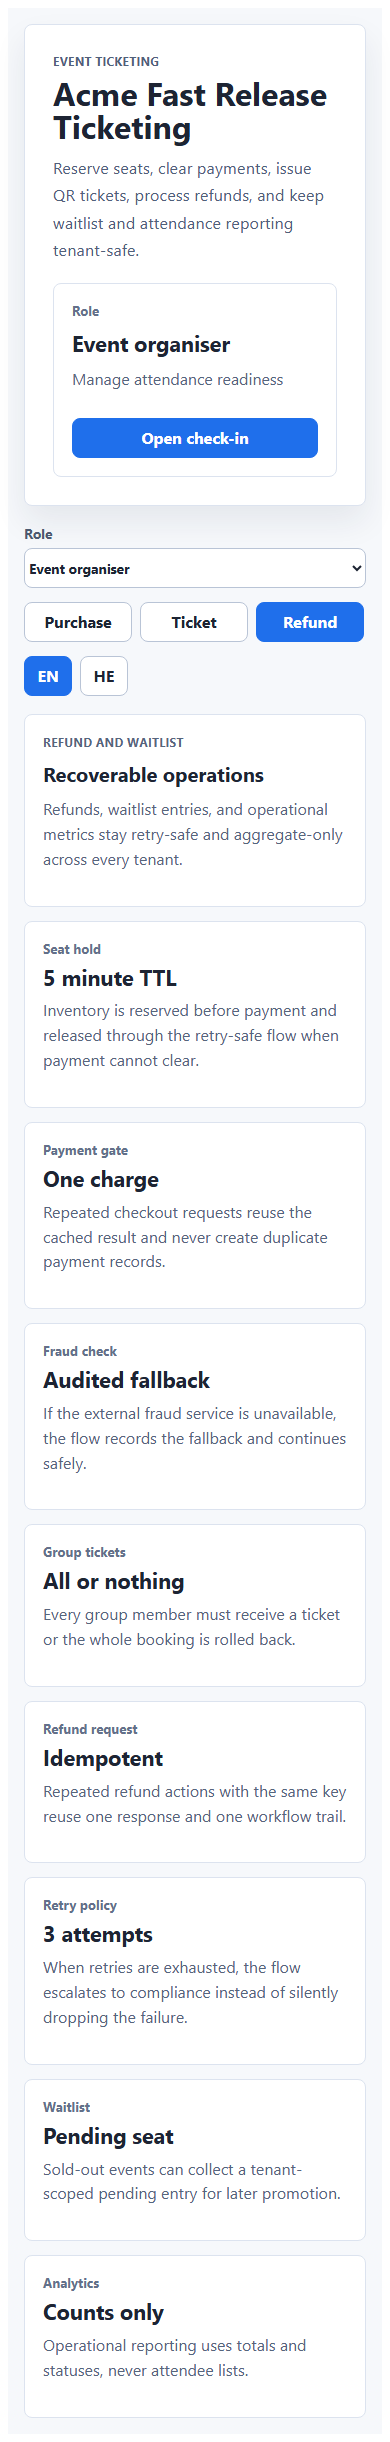 EVENT TICKETING
Acme Fast Release
Ticketing
Reserve seats, clear payments, issue
QR tickets, process refunds, and keep
waitlist and attendance reporting
tenant-safe.
Role
Event organiser
Manage attendance readiness
Open check-in
Role
Event organiser
Purchase Ticket Refund
EN HE
REFUND AND WAITLIST
Recoverable operations
Refunds, waitlist entries, and operational
metrics stay retry-safe and aggregate-only
across every tenant.
Seat hold
5 minute TTL
Inventory is reserved before payment and
released through the retry-safe flow when
payment cannot clear.
Payment gate
One charge
Repeated checkout requests reuse the
cached result and never create duplicate
payment records.
Fraud check
Audited fallback
If the external fraud service is unavailable,
the flow records the fallback and continues
safely.
Group tickets
All or nothing
Every group member must receive a ticket
or the whole booking is rolled back.
Refund request
Idempotent
Repeated refund actions with the same key
reuse one response and one workflow trail.
Retry policy
3 attempts
When retries are exhausted, the flow
escalates to compliance instead of silently
dropping the failure.
Waitlist
Pending seat
Sold-out events can collect a tenant-
scoped pending entry for later promotion.
Analytics
Counts only
Operational reporting uses totals and
statuses, never attendee lists.